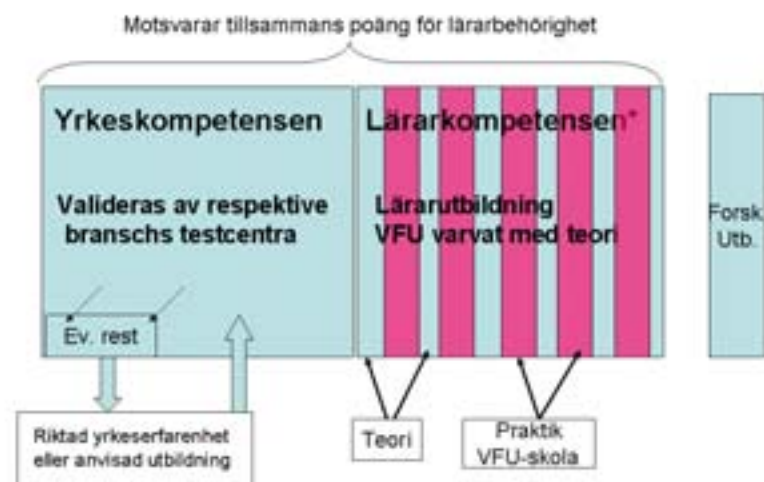 Motsvarar tillsammans poäng för lärarbehörighet
Yrkeskompetensen
Valideras av respektive
branschs testcentra
Ev. rest
Riktad yrkeserfarenhet
eller anvisad utbildning
Lärarkompetensen*
Lärarutbildning
VFU varvat med teori
Teori
Praktik
VFU-skola
Forsk
Utb.